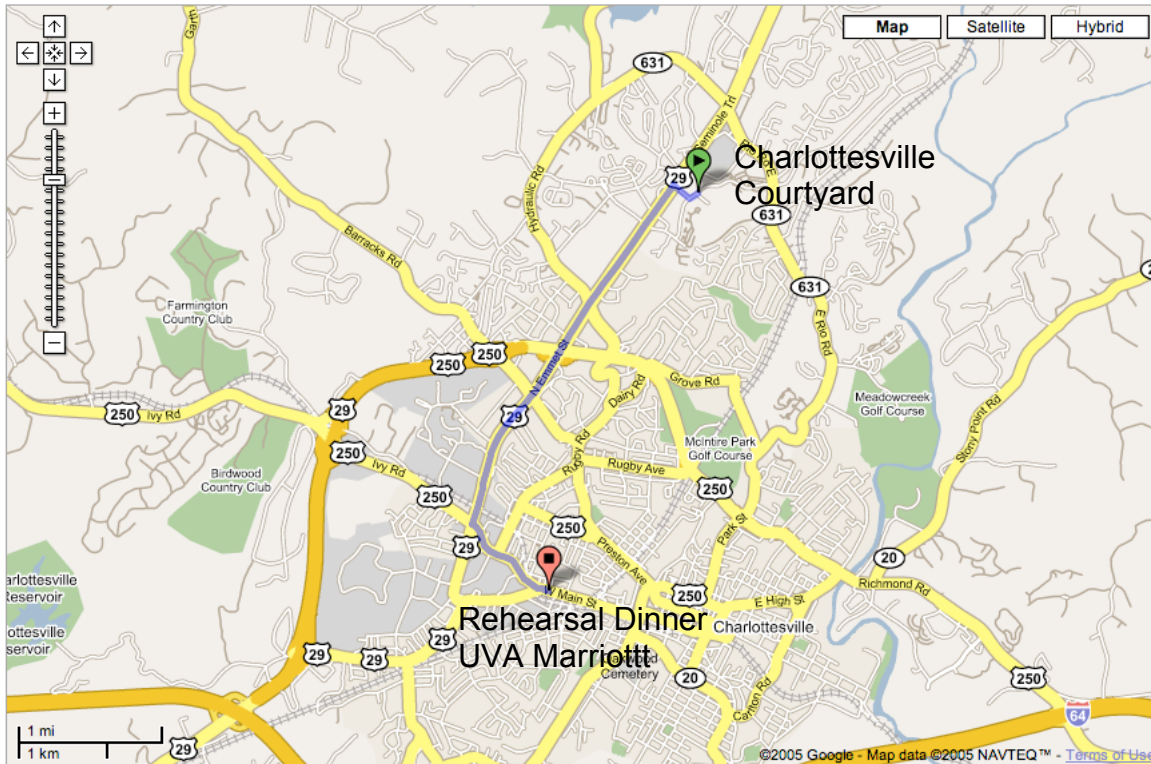 Map
Satellite
Hybrid
Garth
631
Seminole Trl
Charlottesville
Courtyard
29
Rio Rd E
631
Hydraulic Rd
Barracks Rd
631
Farmington
Country Club
E Rio Rd
250
250
N Emmet St
Grove Rd
Dairy Rd
29
250
Ivy Rd
29
Meadowcreek
Golf Course
Stony Point Rd
McIntire Park
Golf Course
250
Ivy Rd
Rugby Rd
Rugby Ave
Birdwood
Country Club
250
250
250
Park St
29
Preston Ave
20
Richmond Rd
W Main St
250
E High St
Rehearsal Dinner
UVA Marriottt
Charlottesville
29
29
29
Cemetery
20
Carlton Rd
250
64
29
1 mi
1 km
©2005 Google - Map data ©2005 NAVTEQ™ - Terms of Use